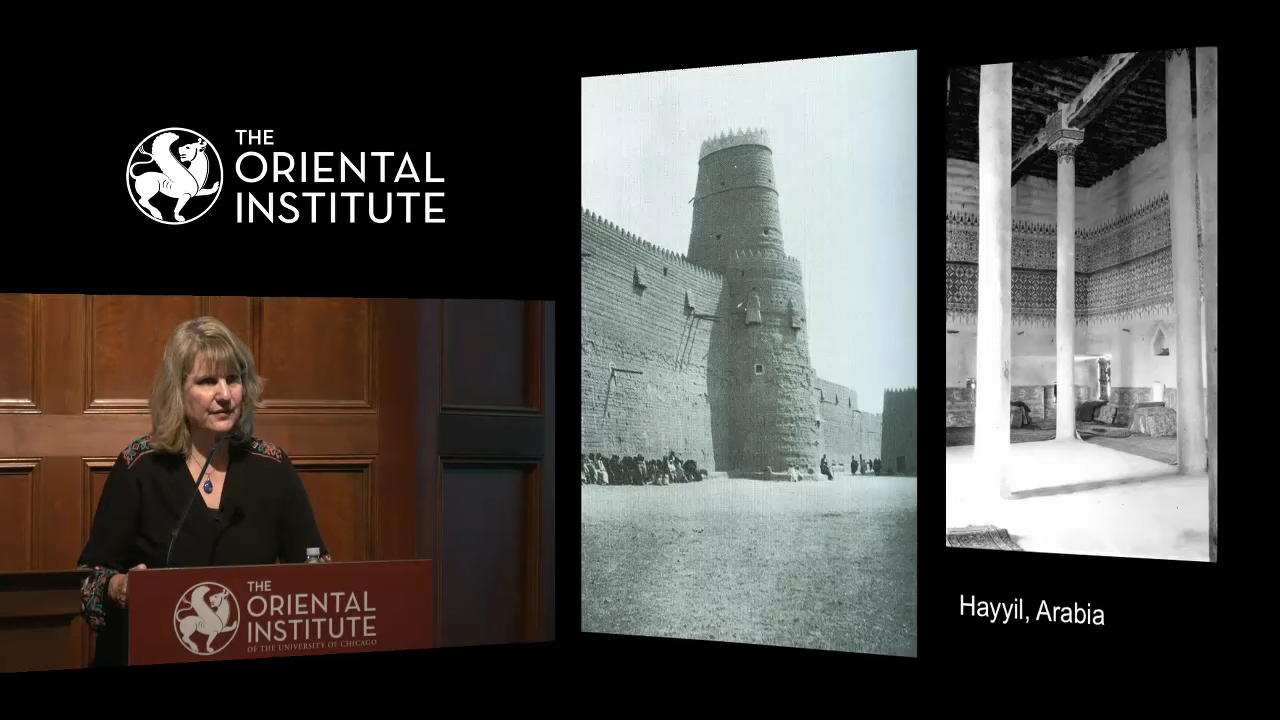 THE
ORIENTAL
INSTITUTE
THE
ORIENTAL
INSTITUTE
OF THE UNIVERSITY OF CHICAGO
Hayyil, Arabia